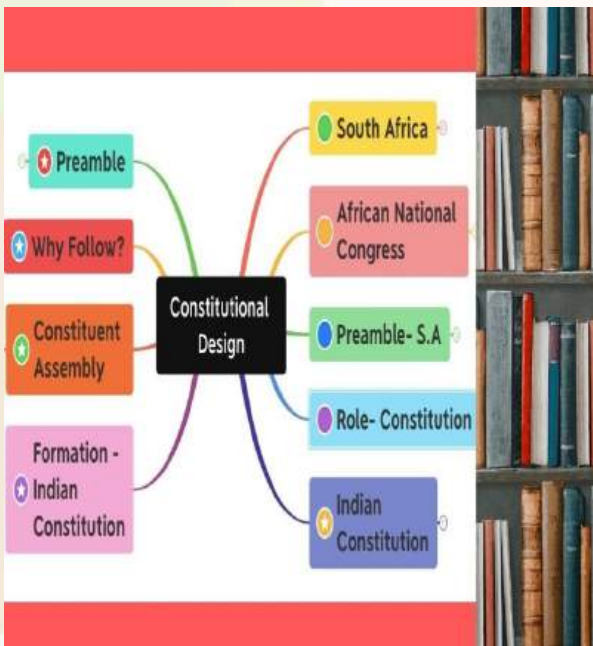 Constitutional
Design
Preamble
Why Follow?
Constituent
Assembly
Formation -
Indian
Constitution
South Africa
African National
Congress
Preamble- S.A
Role- Constitution
Indian
Constitution